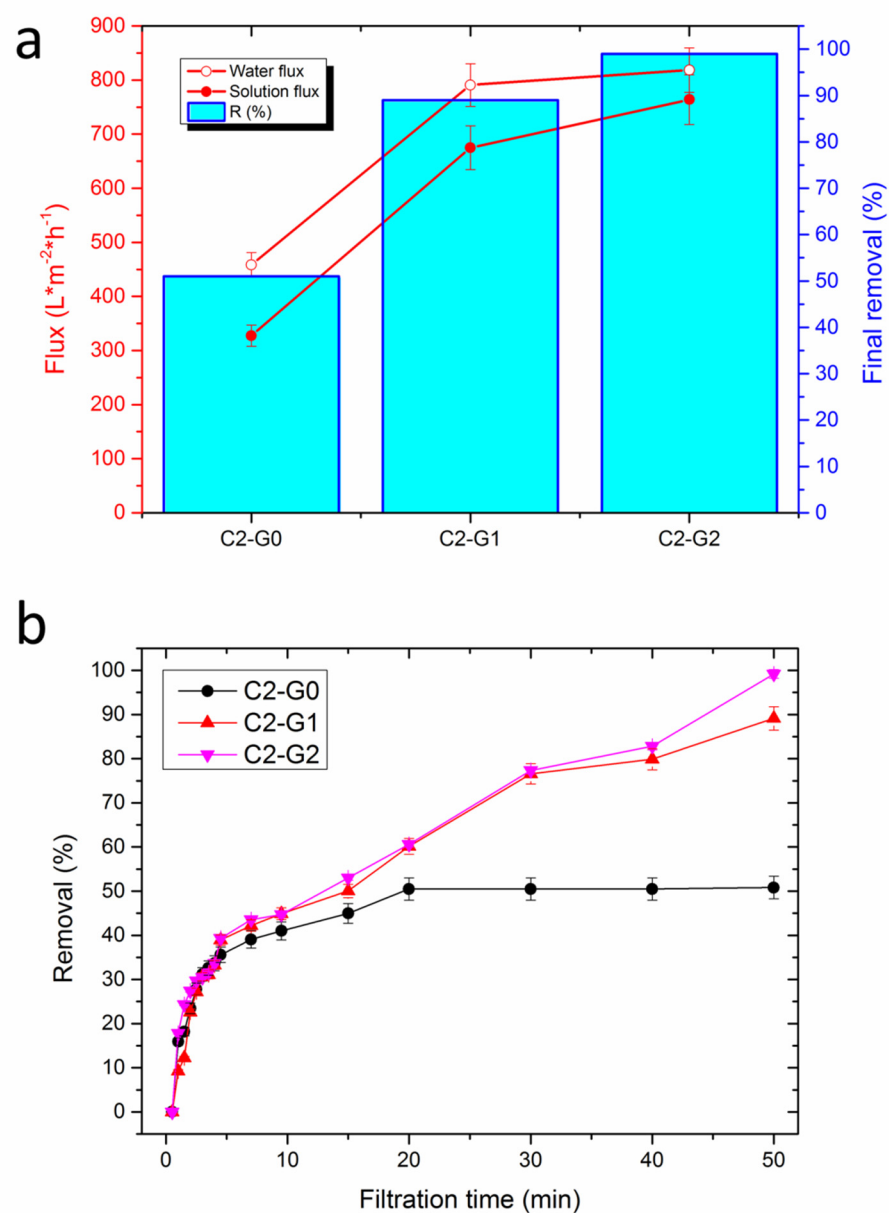 a
Water flux
Solution flux
R (%)
900
800
700
600
500
400
300
200
100
0
Flux (L*m-2*h-1)
100
90
80
70
60
50
40
30
20
10
0
Final removal (%)
C2-G0 C2-G1 C2-G2
b
C2-G0
C2-G1
C2-G2
100
90
80
70
60
50
40
30
20
10
0
Removal (%)
0 10 20 30 40 50
Filtration time (min)